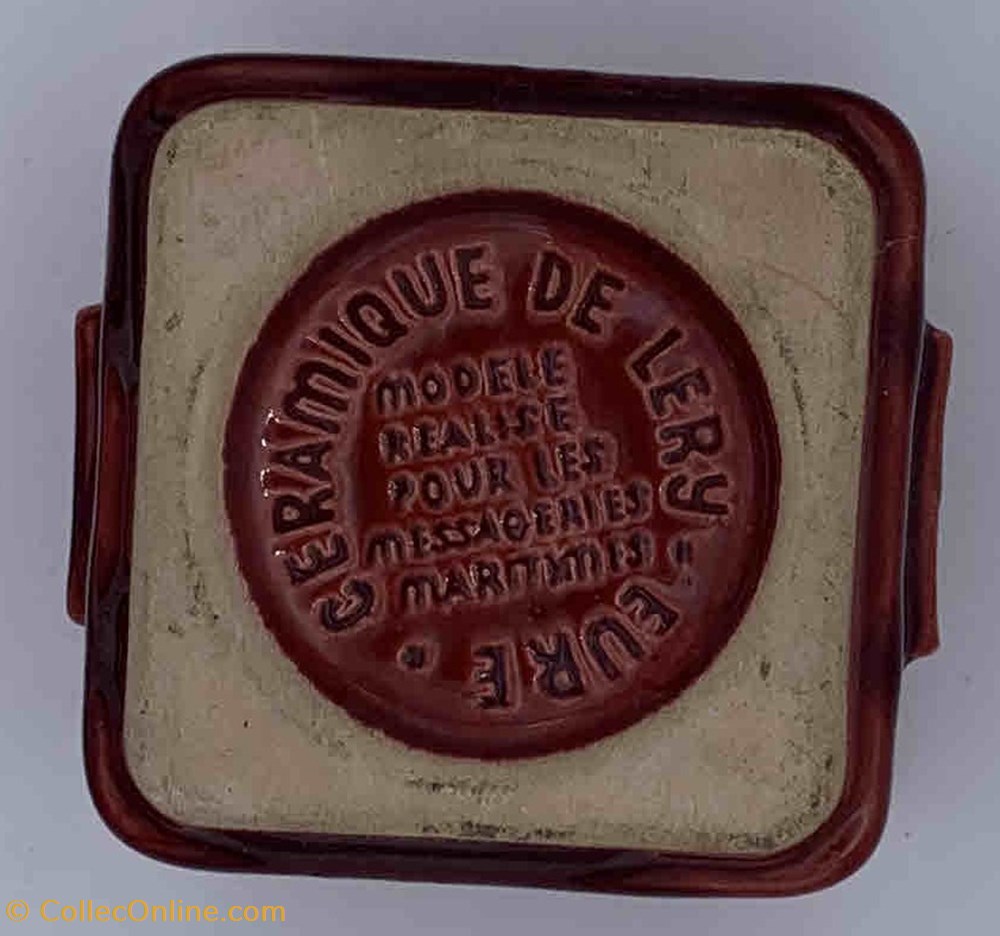 CERAMIQUE DE LERY • EURE •
MODELE
REALISE
POUR LES
MESSAGERIES
MARITIMES
© CollecOnline.com